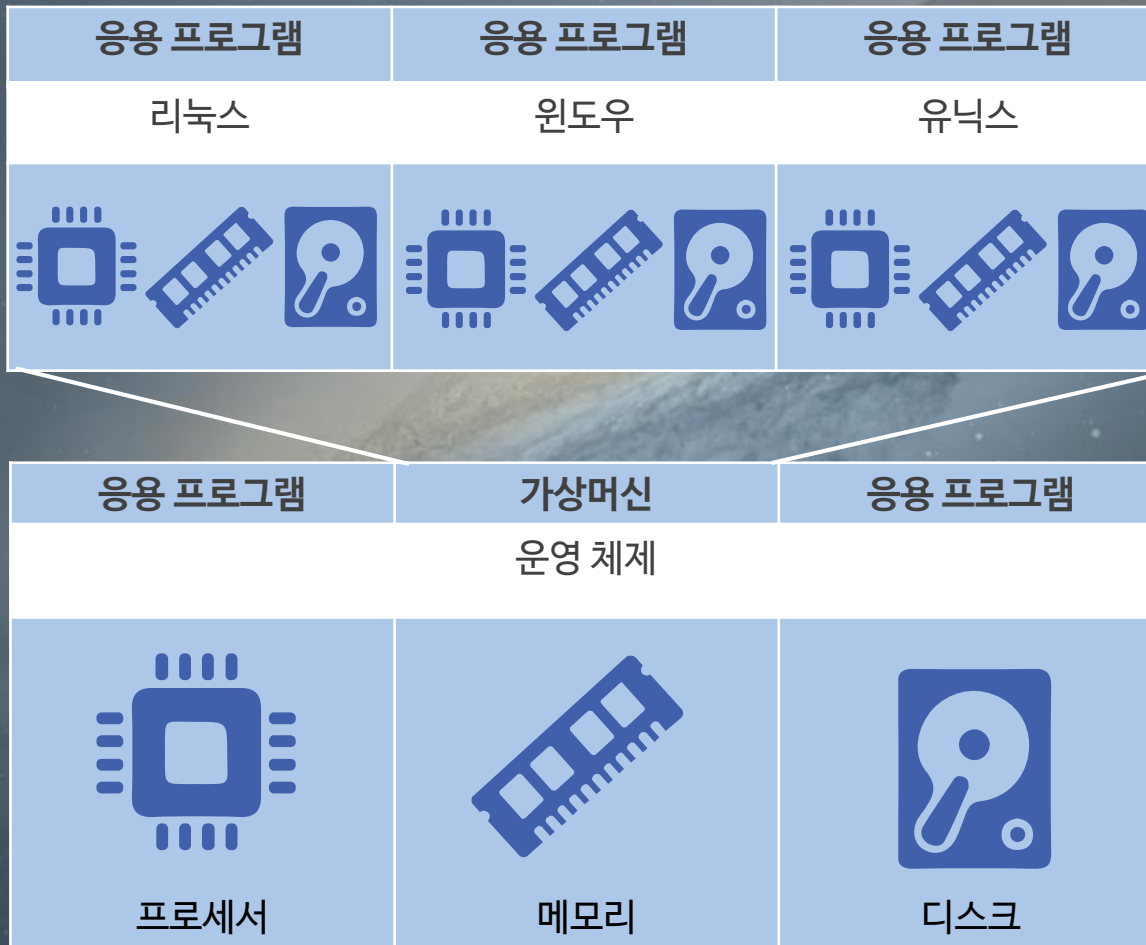 응용 프로그램 응용 프로그램 응용 프로그램
리눅스 윈도우 유닉스
응용 프로그램 가상머신 응용 프로그램
운영 체제
프로세서 메모리 디스크